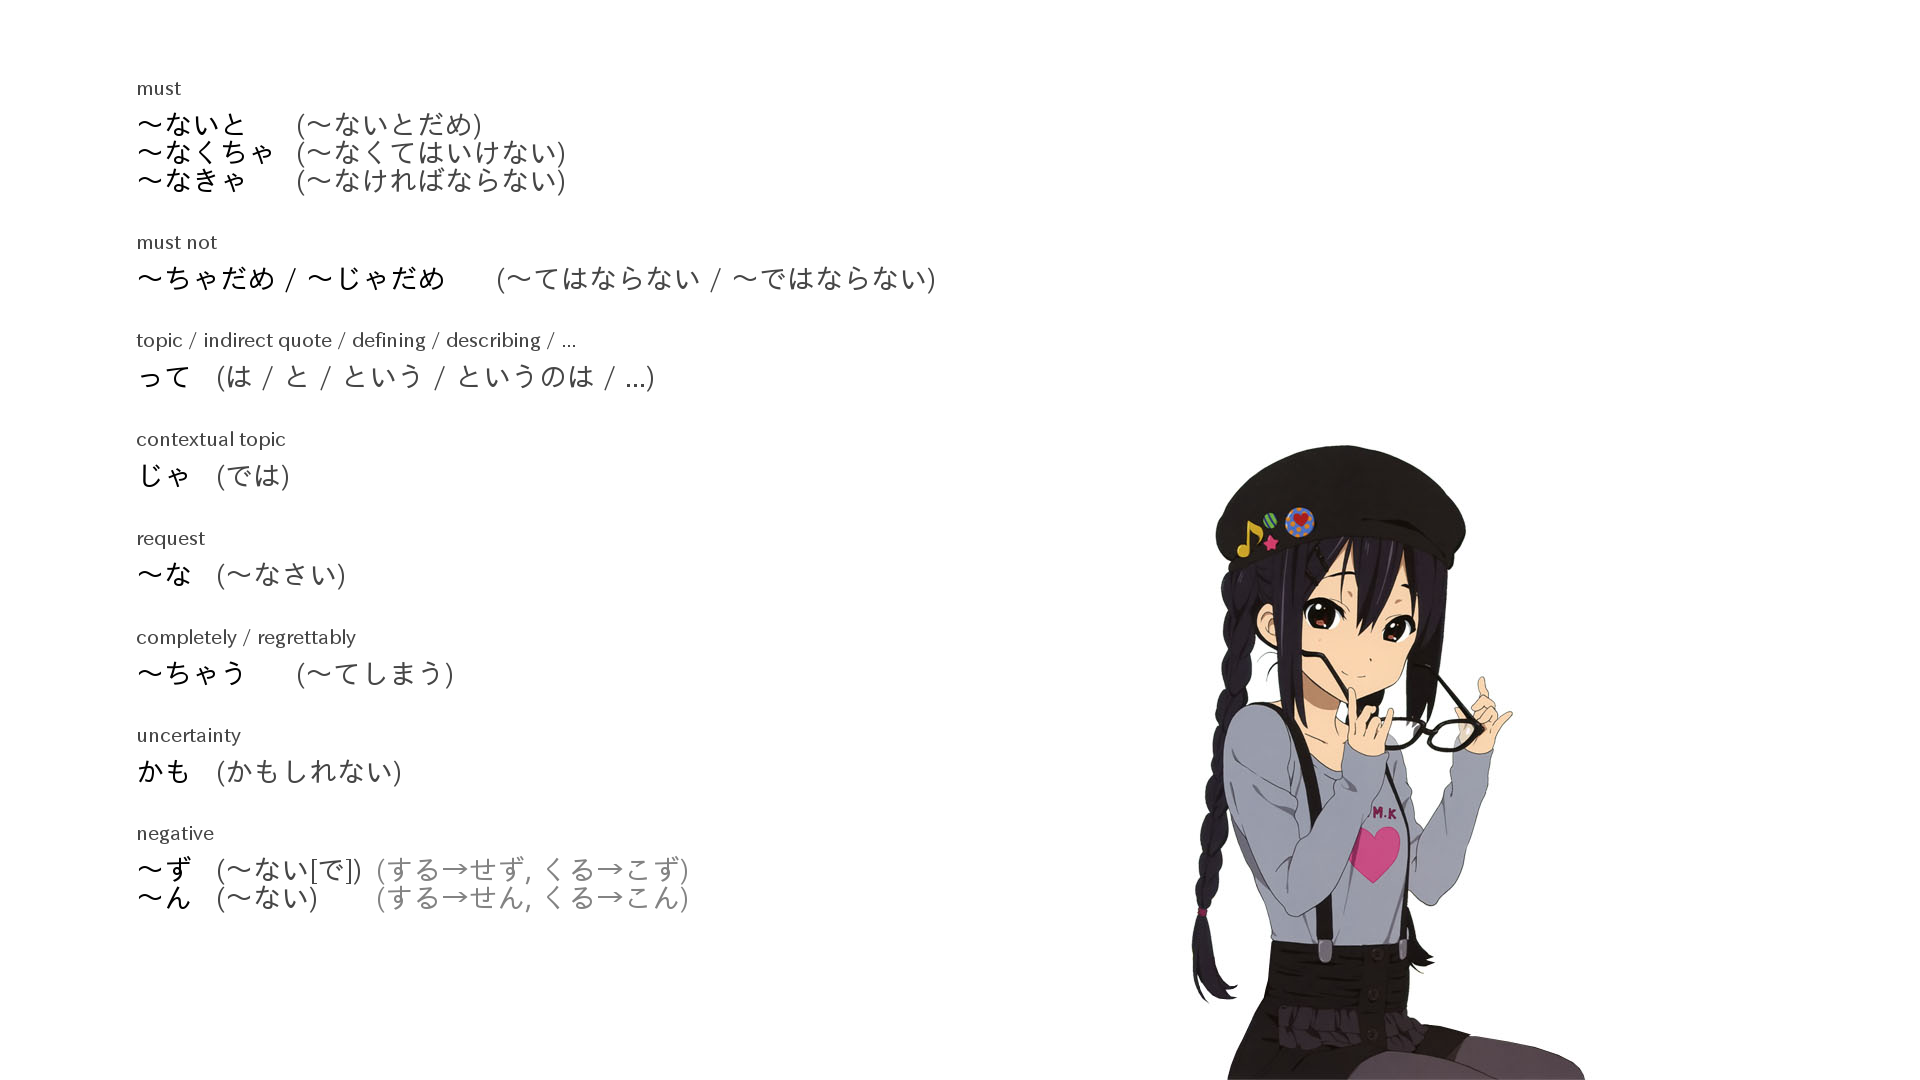 must
～ないと (～ないとだめ)
～なくちゃ (～なくてはいけない)
～なきゃ (～なければならない)
must not
～ちゃだめ / ～じゃだめ (～てはならない / ～ではならない)
topic / indirect quote / defining / describing / ...
って (は / と / という / というのは / ...)
contextual topic
じゃ (では)
request
～な (～なさい)
completely / regrettably
～ちゃう (～てしまう)
uncertainty
かも (かもしれない)
negative
～ず (～ない[で]) (する→せず, くる→こず)
～ん (～ない) (する→せん, くる→こん)
M.K